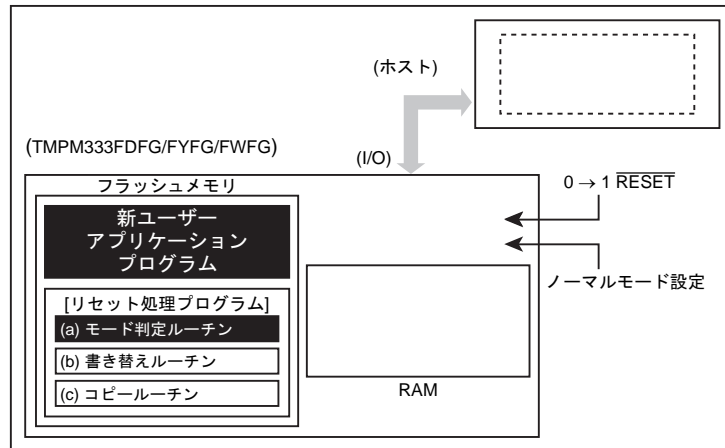 (ホスト)
(TMPM333FDFG/FYFG/FWFG)
(I/O)
フラッシュメモリ
0 → 1 RESET
新ユーザー
アプリケーション
プログラム
ノーマルモード設定
[リセット処理プログラム]
(a) モード判定ルーチン
(b) 書き替えルーチン
(c) コピールーチン
RAM